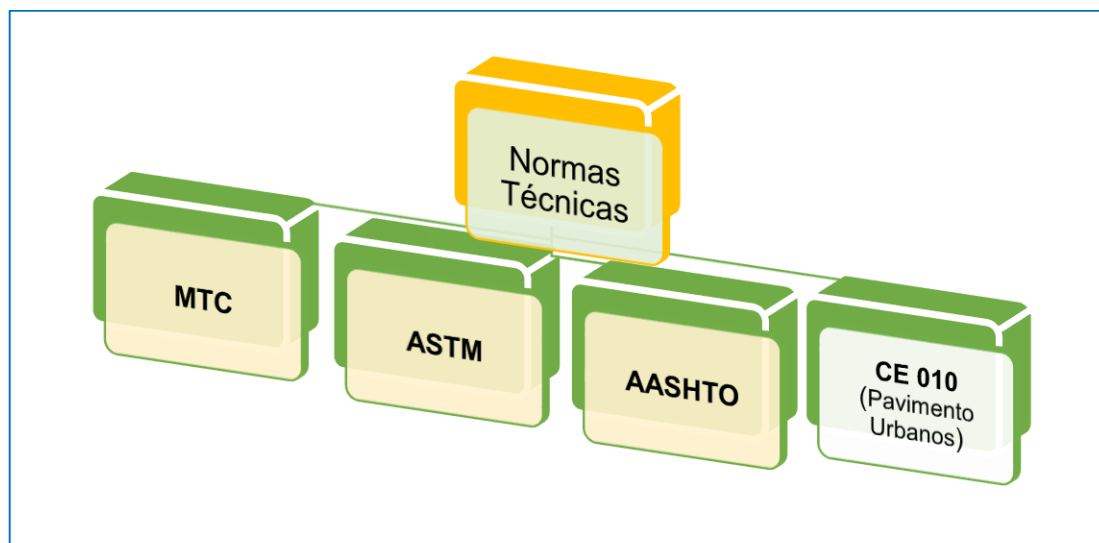 Normas
Técnicas
MTC
ASTM
AASHTO
CE 010
(Pavimento
Urbanos)